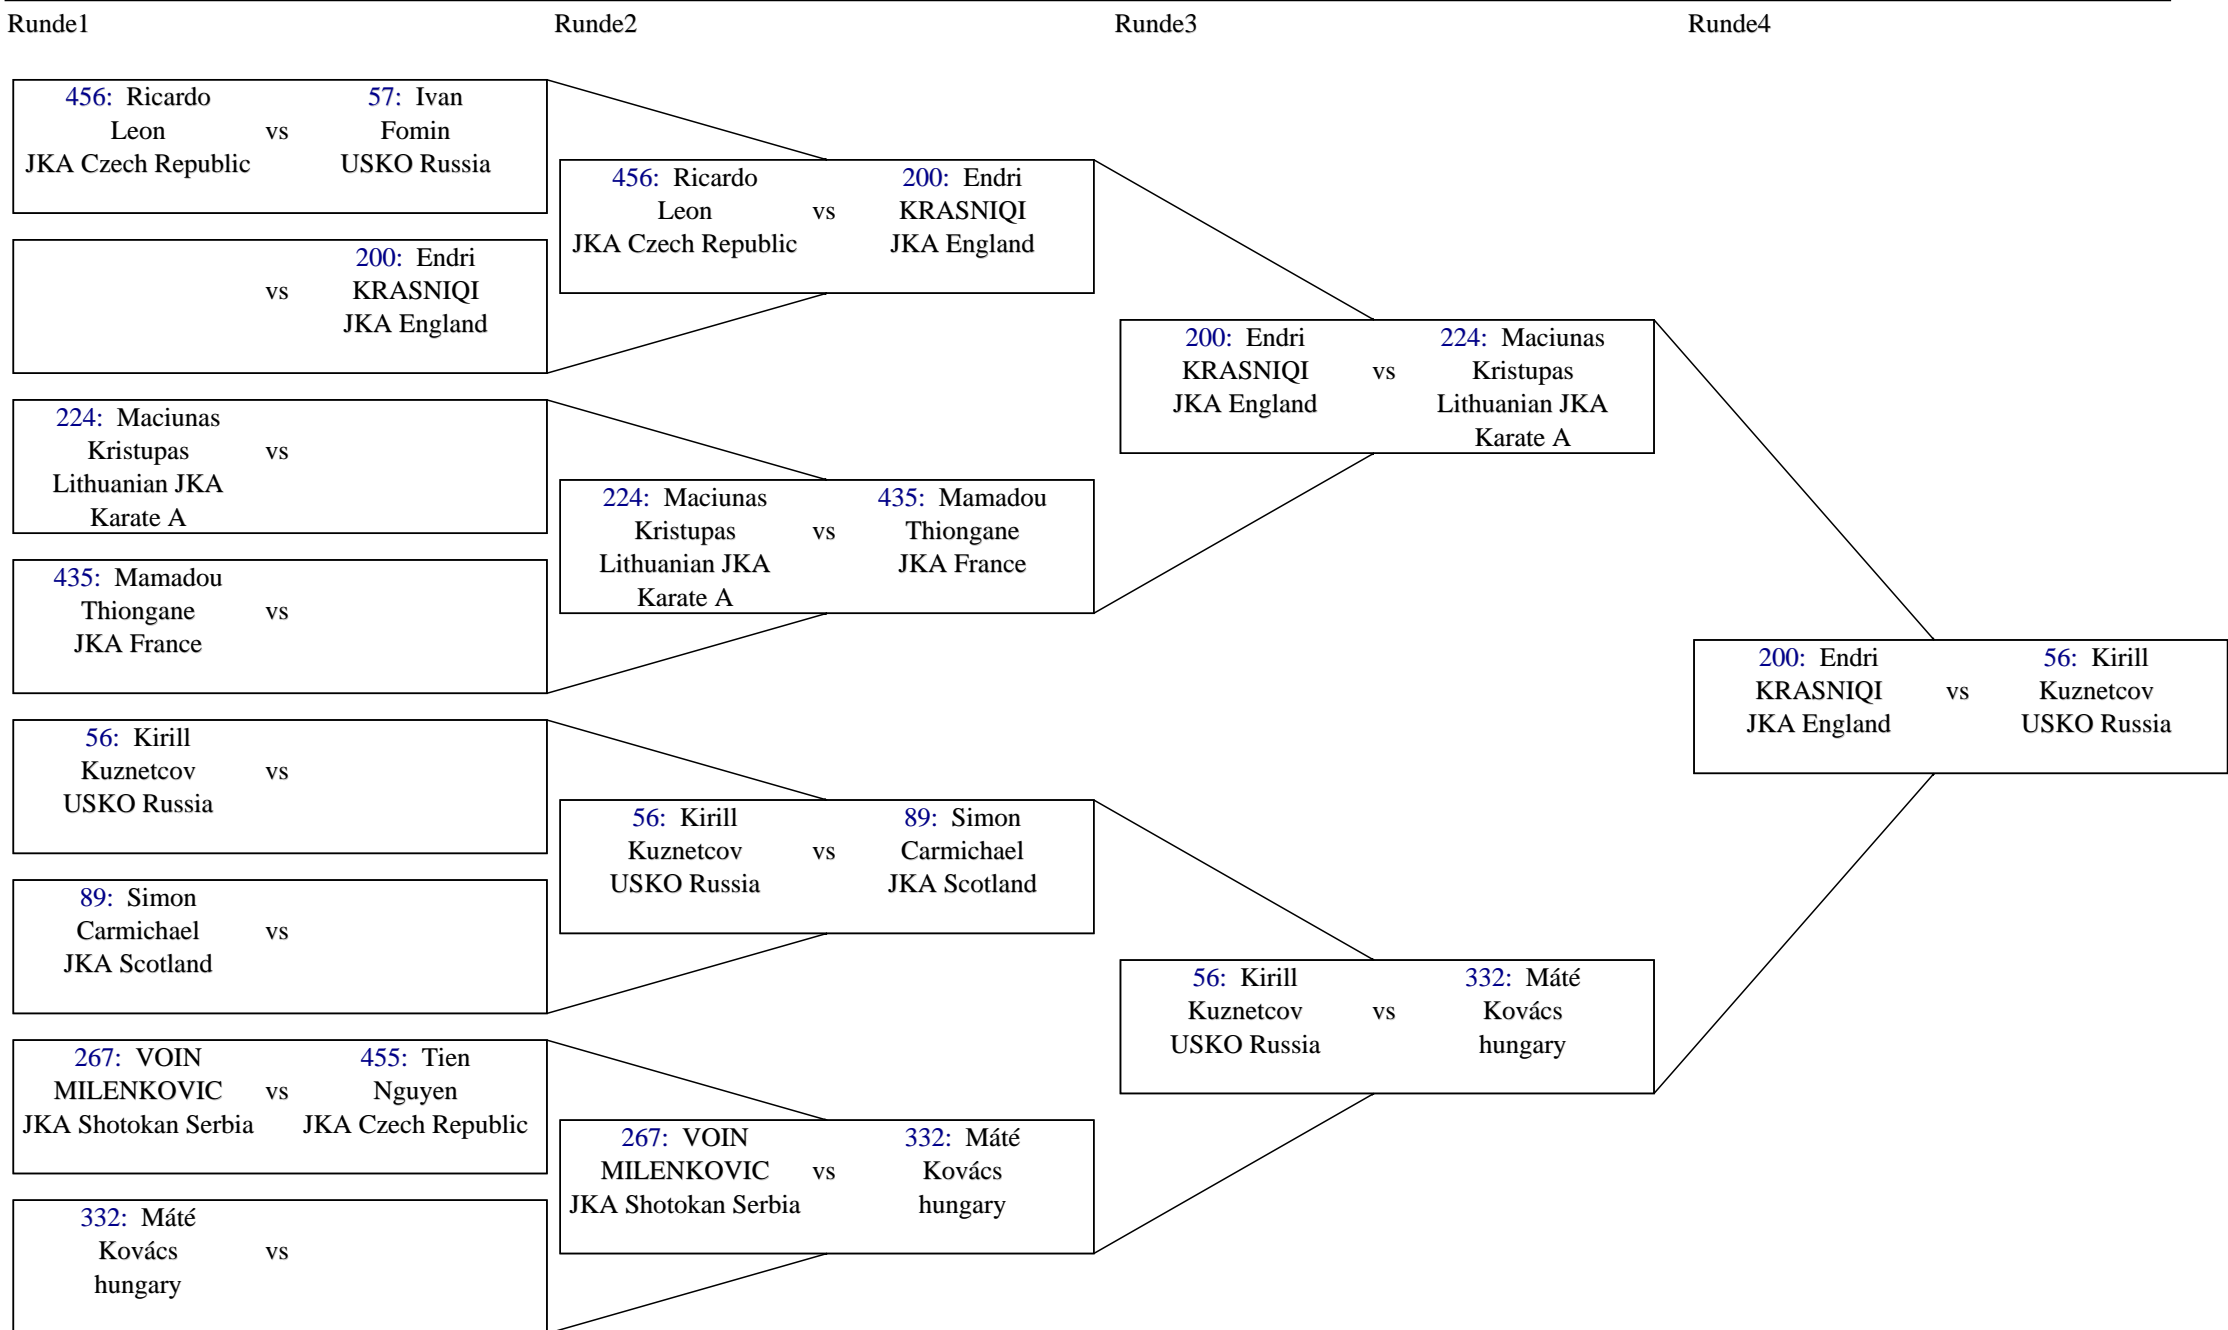 Runde1
Runde2
Runde3
Runde4
456: Ricardo
Leon
JKA Czech Republic
vs
57: Ivan
Fomin
USKO Russia
vs
200: Endri
KRASNIQI
JKA England
224: Maciunas
Kristupas
Lithuanian JKA
Karate A
vs
435: Mamadou
Thiongane
JKA France
vs
56: Kirill
Kuznetcov
USKO Russia
vs
89: Simon
Carmichael
JKA Scotland
vs
267: VOIN
MILENKOVIC
JKA Shotokan Serbia
vs
455: Tien
Nguyen
JKA Czech Republic
332: Máté
Kovács
hungary
vs
456: Ricardo
Leon
JKA Czech Republic
vs
200: Endri
KRASNIQI
JKA England
224: Maciunas
Kristupas
Lithuanian JKA
Karate A
vs
435: Mamadou
Thiongane
JKA France
56: Kirill
Kuznetcov
USKO Russia
vs
89: Simon
Carmichael
JKA Scotland
267: VOIN
MILENKOVIC
JKA Shotokan Serbia
vs
332: Máté
Kovács
hungary
200: Endri
KRASNIQI
JKA England
vs
224: Maciunas
Kristupas
Lithuanian JKA
Karate A
56: Kirill
Kuznetcov
USKO Russia
vs
332: Máté
Kovács
hungary
200: Endri
KRASNIQI
JKA England
vs
56: Kirill
Kuznetcov
USKO Russia